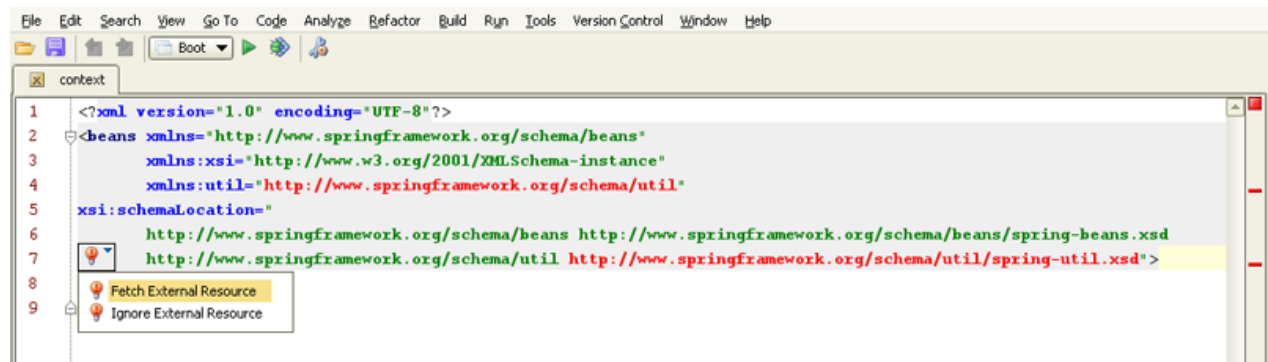 File Edit Search View Go To Code Analyze Refactor Build Run Tools Version Control Window Help
Boot
context
1 <?xml version="1.0" encoding="UTF-8"?>
2 <beans xmlns="http://www.springframework.org/schema/beans"
3 xmlns:xsi="http://www.w3.org/2001/XMLSchema-instance"
4 xmlns:util="http://www.springframework.org/schema/util"
5 xsi:schemaLocation="
6 http://www.springframework.org/schema/beans http://www.springframework.org/schema/beans/spring-beans.xsd
7 http://www.springframework.org/schema/util http://www.springframework.org/schema/util/spring-util.xsd">
8 Fetch External Resource
9 Ignore External Resource